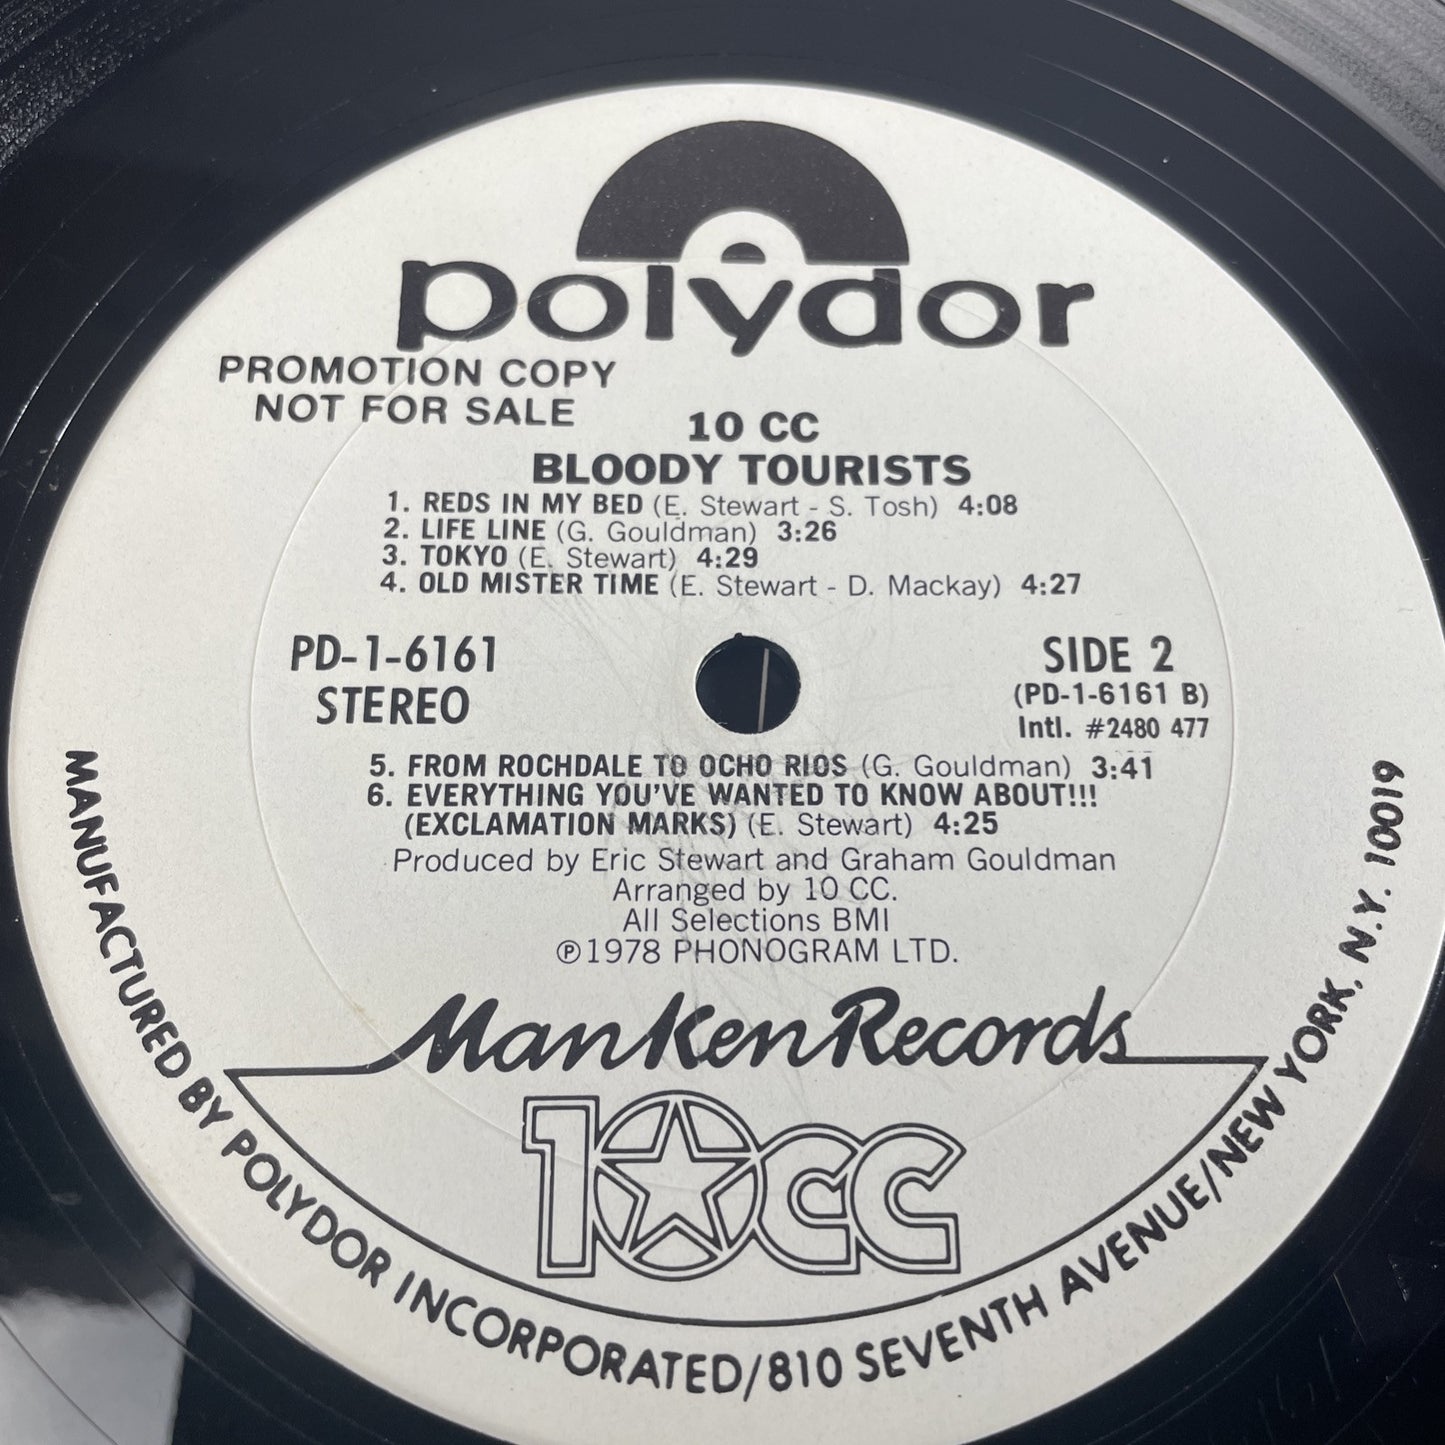 polydor
PROMOTION COPY
NOT FOR SALE
10 CC
BLOODY TOURISTS
1. REDS IN MY BED (E. Stewart - S. Tosh) 4:08
2. LIFE LINE (G. Gouldman) 3:26
3. TOKYO (E. Stewart) 4:29
4. OLD MISTER TIME (E. Stewart - D. Mackay) 4:27
PD-1-6161
STEREO
SIDE 2
(PD-1-6161 B)
Intl. #2480 477
5. FROM ROCHDALE TO OCHO RIOS (G. Gouldman) 3:41
6. EVERYTHING YOU'VE WANTED TO KNOW ABOUT!!!
(EXCLAMATION MARKS) (E. Stewart) 4:25
Produced by Eric Stewart and Graham Gouldman
Arranged by 10 CC.
All Selections BMI
℗1978 PHONOGRAM LTD.
ManKen Records
10CC
MANUFACTURED BY POLYDOR INCORPORATED/810 SEVENTH AVENUE/NEW YORK, N.Y. 10019